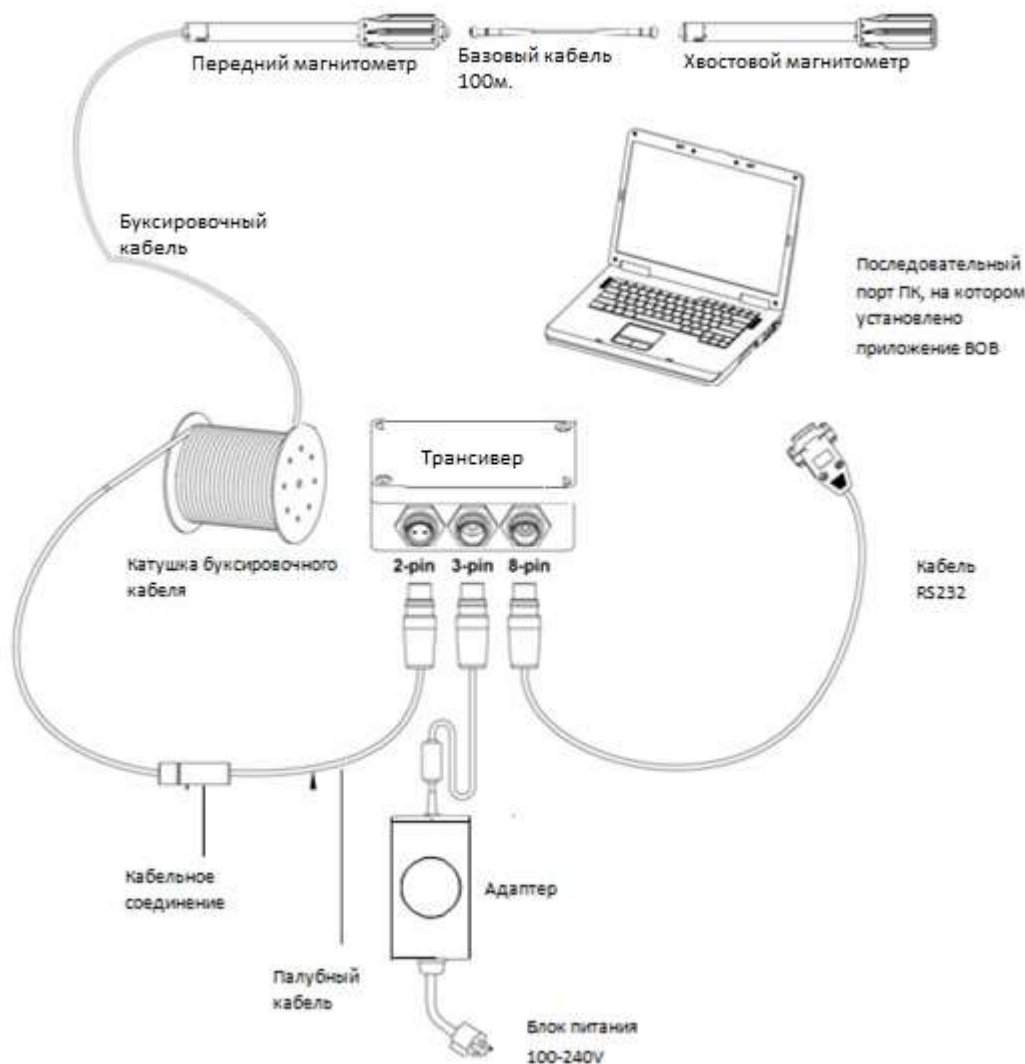 Передний магнитометр
Базовый кабель
100м.
Хвостовой магнитометр
Буксировочный
кабель
Последовательный
порт ПК, на котором
установлено
приложение BOB
Трансивер
2-pin 3-pin 8-pin
Катушка буксировочного
кабеля
Кабель
RS232
Кабельное
соединение
Адаптер
Палубный
кабель
Блок питания
100-240V